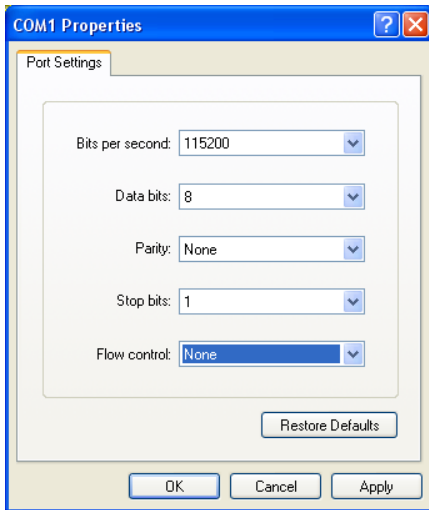 COM1 Properties
Port Settings
Bits per second: 115200
Data bits: 8
Parity: None
Stop bits: 1
Flow control: None
Restore Defaults
OK Cancel Apply